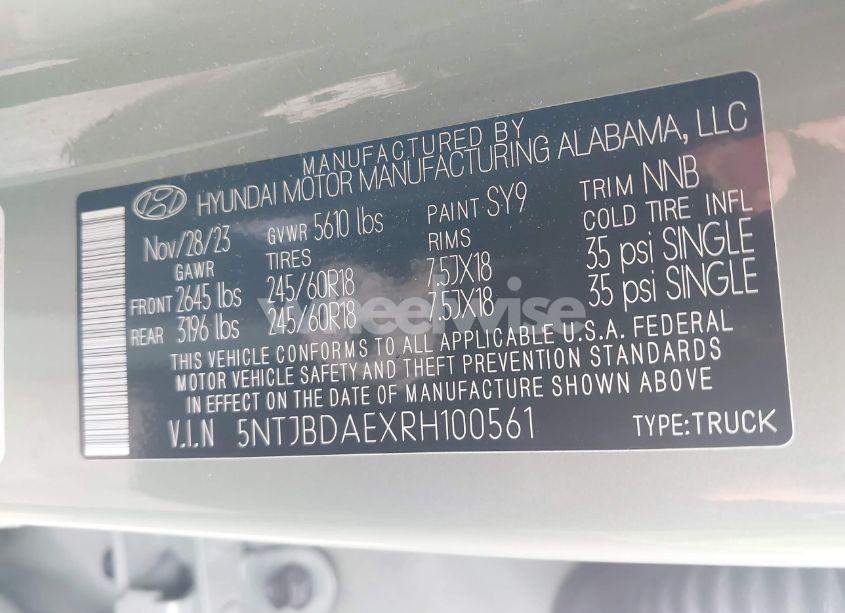 MANUFACTURED BY
HYUNDAI MOTOR MANUFACTURING ALABAMA, LLC
Nov/28/23 GVWR 5610 lbs PAINT SY9 TRIM NNB
GAWR TIRES RIMS COLD TIRE INFL
FRONT 2645 lbs 245/60R18 7.5JX18 35 psi SINGLE
REAR 3196 lbs 245/60R18 7.5JX18 35 psi SINGLE
wheelwise
THIS VEHICLE CONFORMS TO ALL APPLICABLE U.S.A. FEDERAL
MOTOR VEHICLE SAFETY AND THEFT PREVENTION STANDARDS
IN EFFECT ON THE DATE OF MANUFACTURE SHOWN ABOVE
V.I.N 5NTJBDAEXRH100561 TYPE:TRUCK